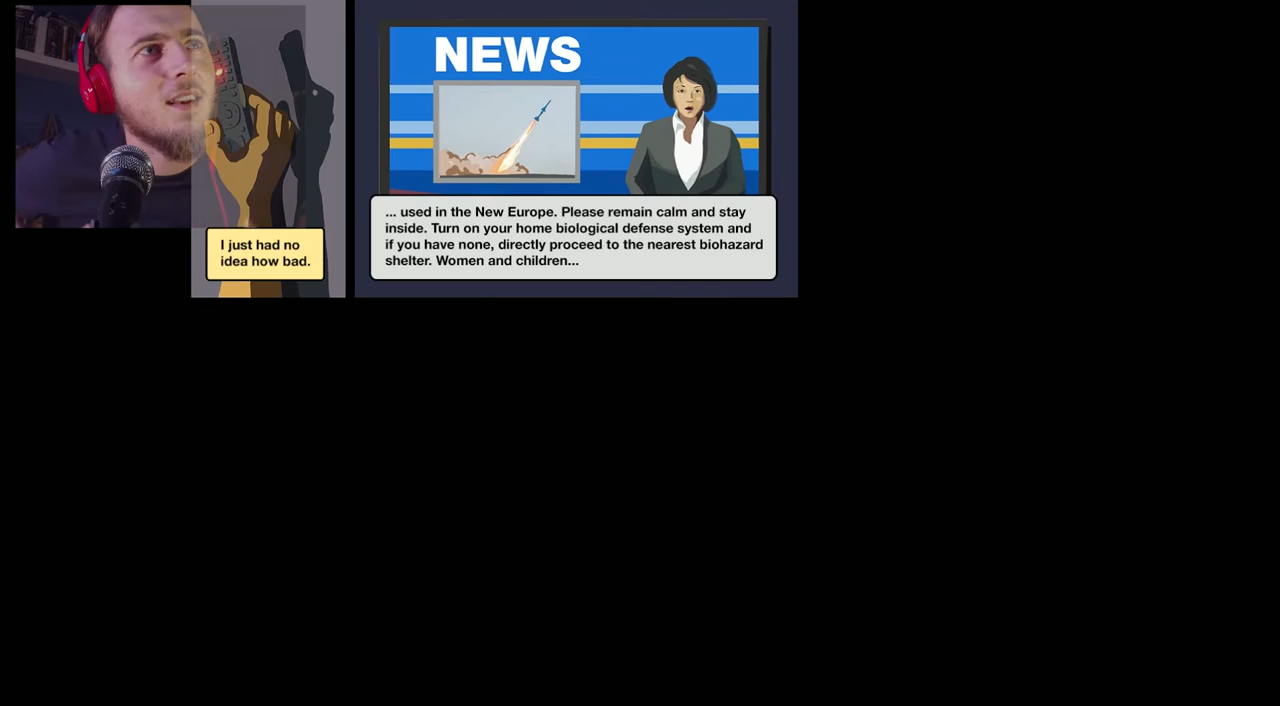 I just had no
idea how bad.
NEWS
... used in the New Europe. Please remain calm and stay
inside. Turn on your home biological defense system and
if you have none, directly proceed to the nearest biohazard
shelter. Women and children...